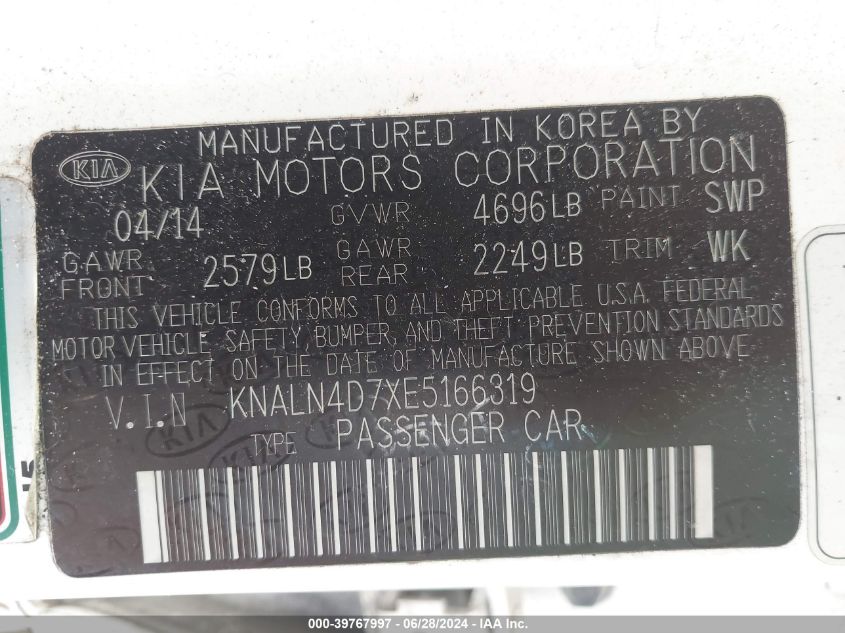 MANUFACTURED IN KOREA BY
KIA KIA MOTORS CORPORATION
04/14 GVWR 4696LB PAINT SWP
GAWR FRONT 2579LB GAWR REAR 2249LB TRIM WK
THIS VEHICLE CONFORMS TO ALL APPLICABLE U.S.A. FEDERAL
MOTOR VEHICLE SAFETY, BUMPER, AND THEFT PREVENTION STANDARDS
IN EFFECT ON THE DATE OF MANUFACTURE SHOWN ABOVE
V.I.N KNALN4D7XE5166319
TYPE PASSENGER CAR
000-39767997 - 06/28/2024 - IAA Inc.